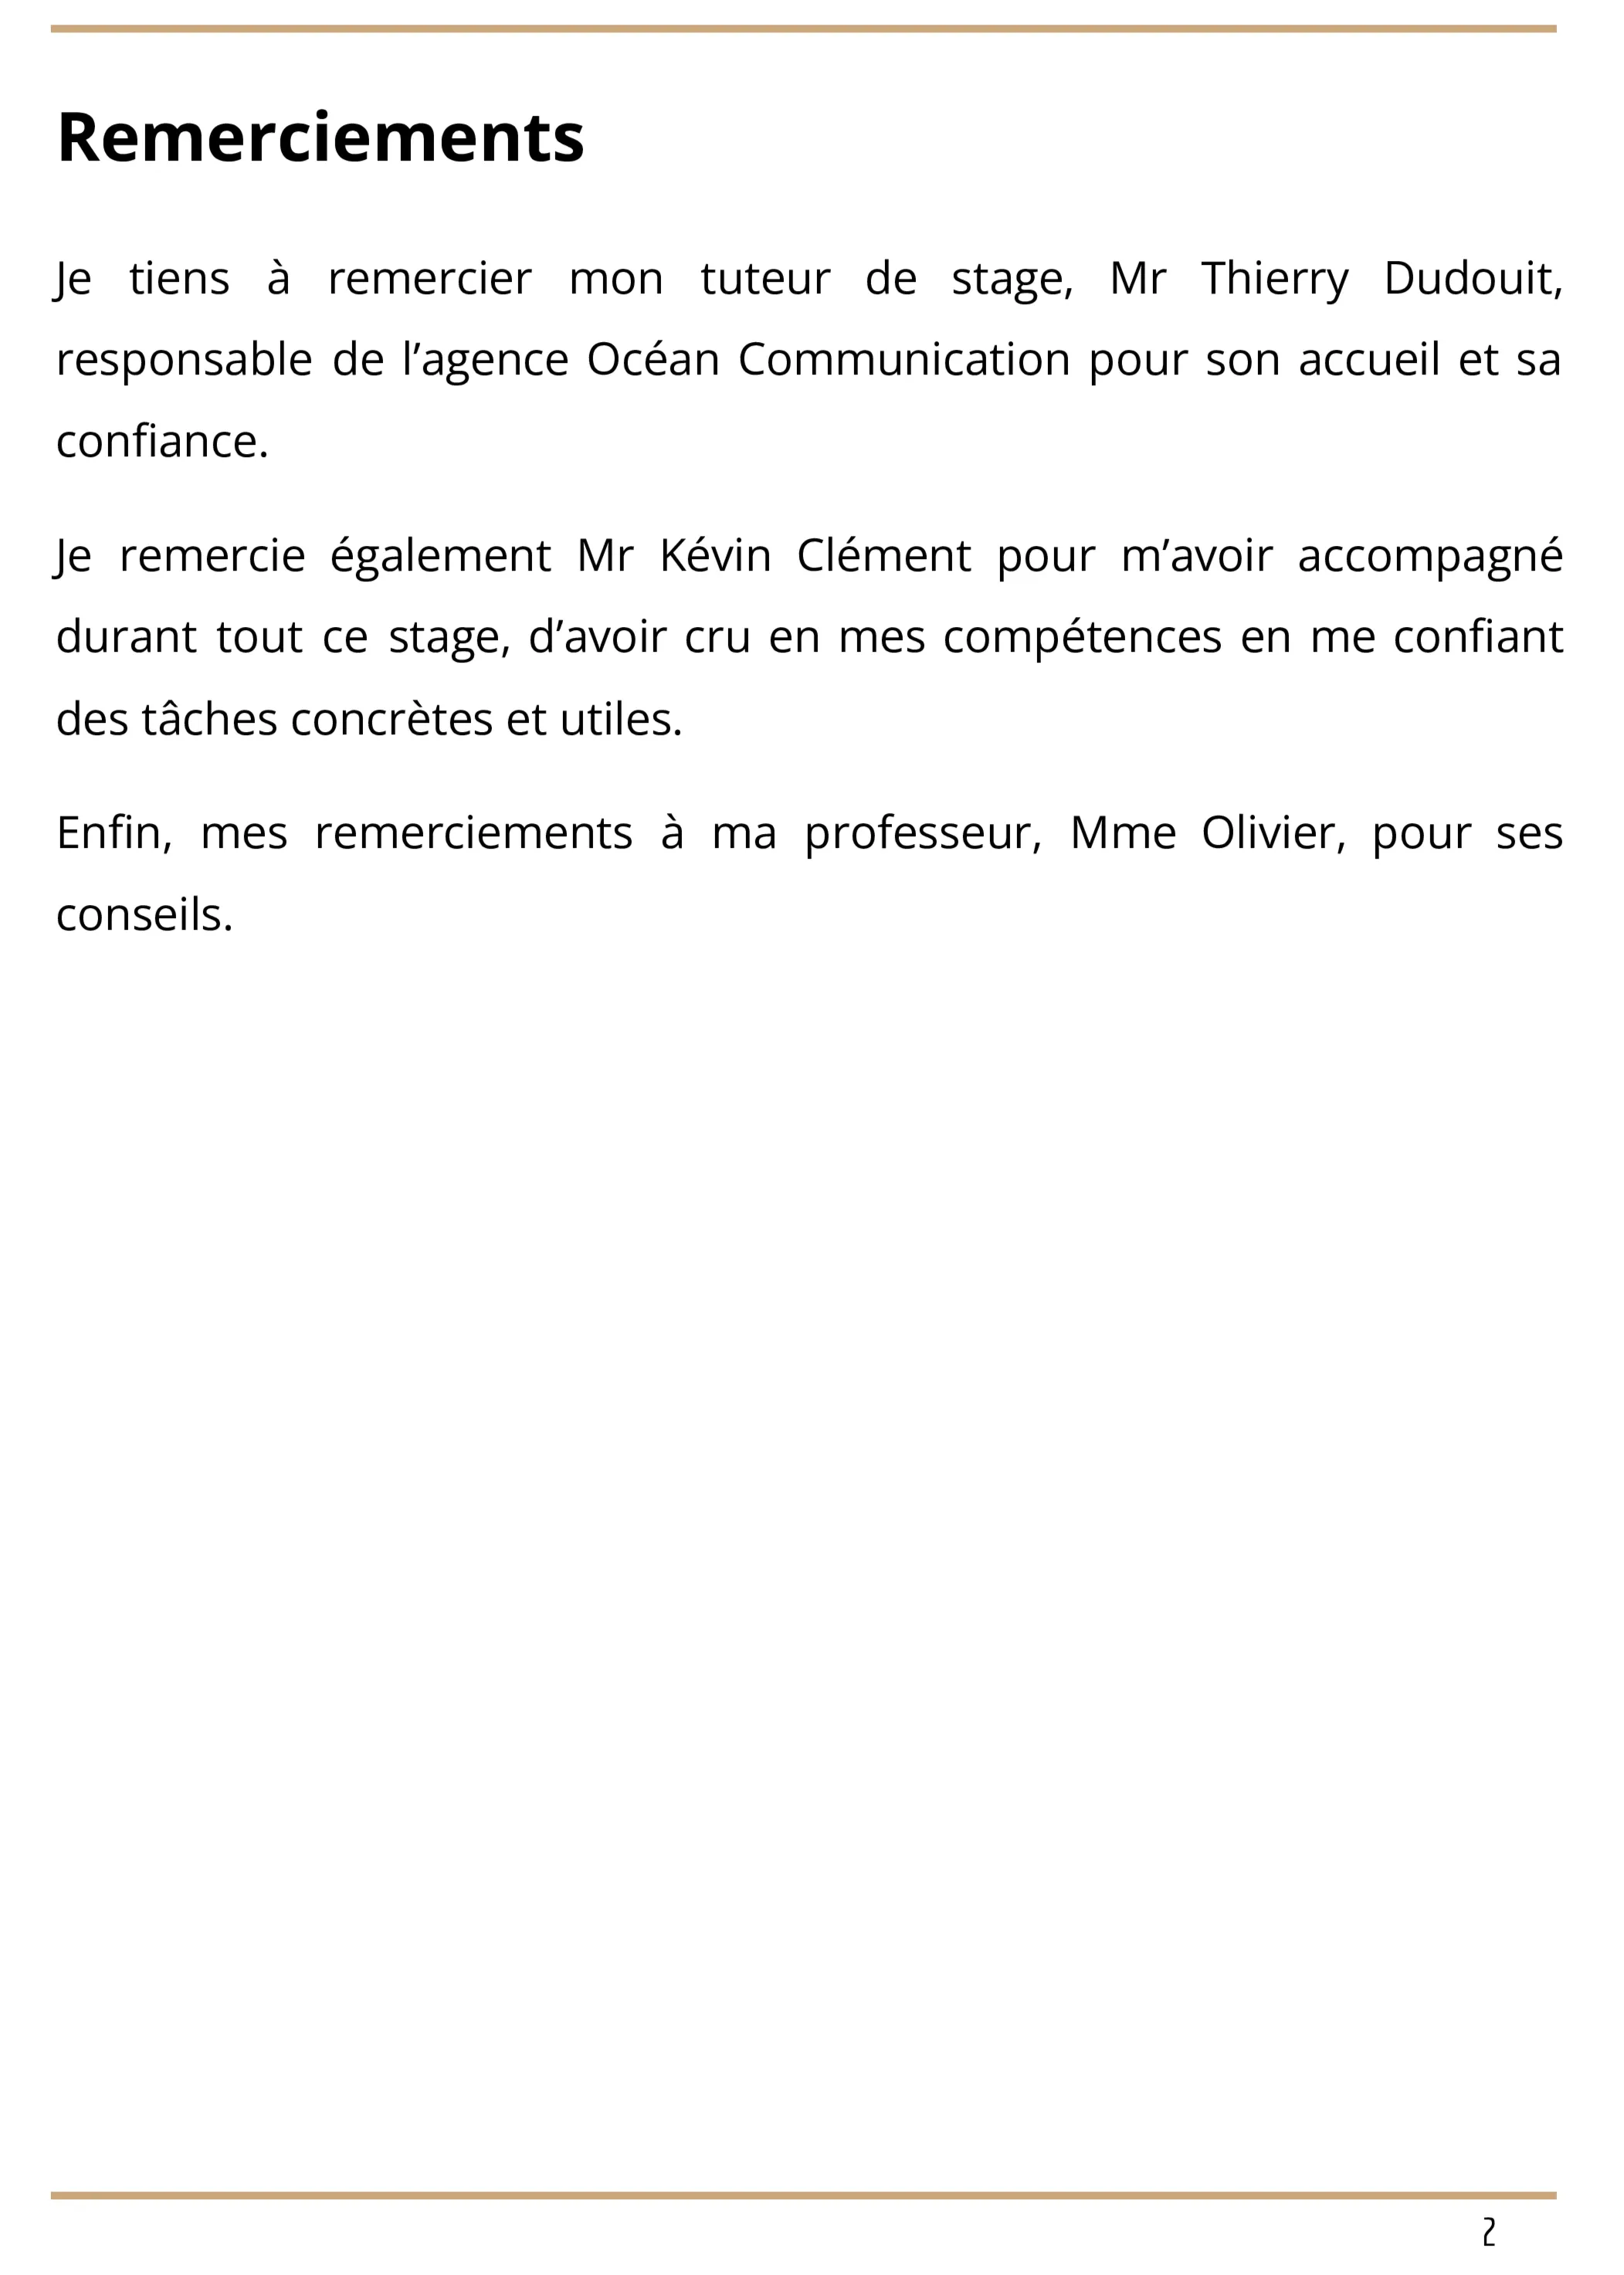 Remerciements
Je tiens à remercier mon tuteur de stage, Mr Thierry Dudouit,
responsable de l’agence Océan Communication pour son accueil et sa
confiance.
Je remercie également Mr Kévin Clément pour m’avoir accompagné
durant tout ce stage, d’avoir cru en mes compétences en me confiant
des tâches concrètes et utiles.
Enfin, mes remerciements à ma professeur, Mme Olivier, pour ses
conseils.
2